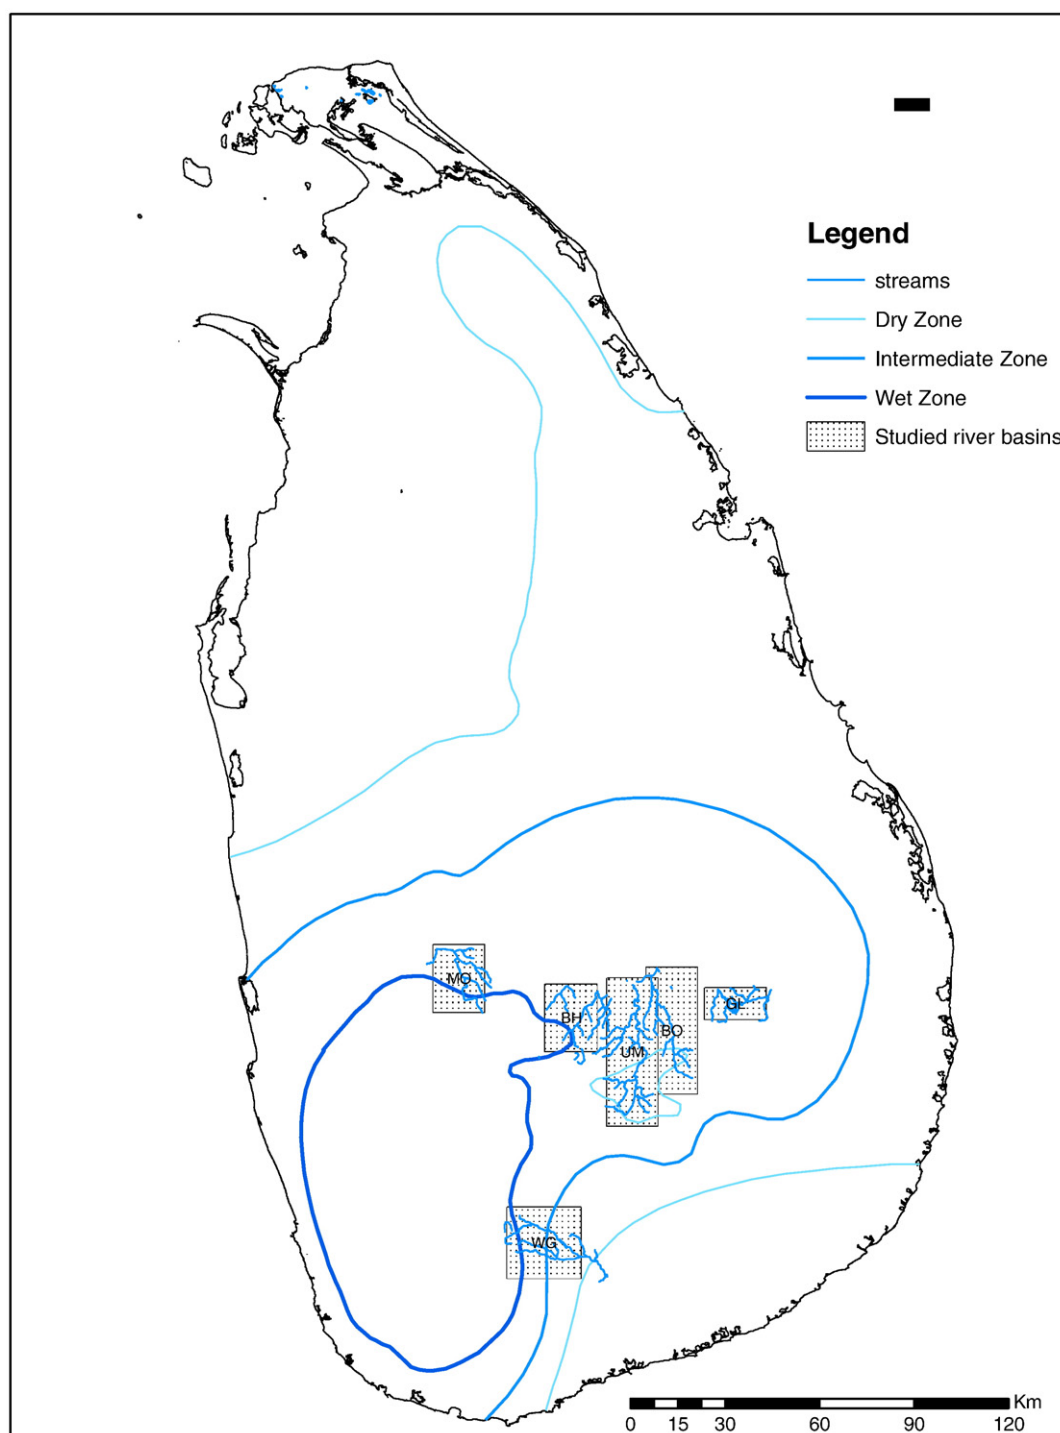 Legend
streams
Dry Zone
Intermediate Zone
Wet Zone
Studied river basins
MO
BH
UM
BO
GL
WG
Km
0 15 30 60 90 120